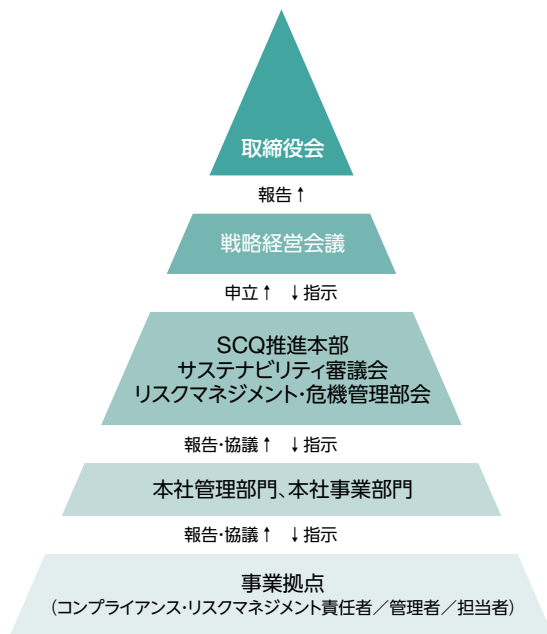 取締役会
報告↑
戦略経営会議
申立↑ ↓指示
SCQ推進本部
サステナビリティ審議会
リスクマネジメント・危機管理部会
報告・協議↑ ↓指示
本社管理部門、本社事業部門
報告・協議↑ ↓指示
事業拠点
(コンプライアンス・リスクマネジメント責任者／管理者／担当者)